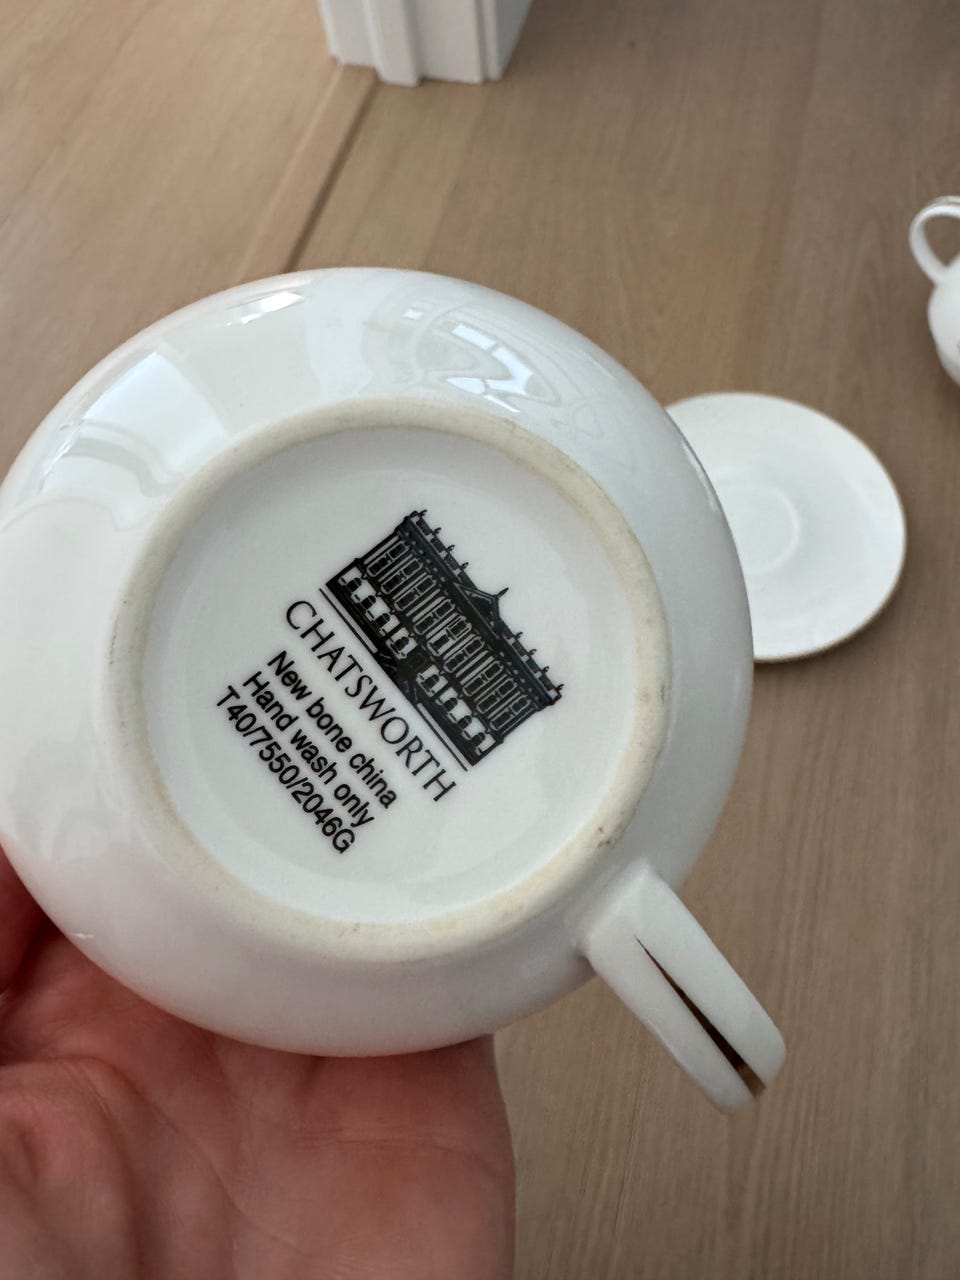 CHATSWORTH
New bone china
Hand wash only
T40/7550/2046G